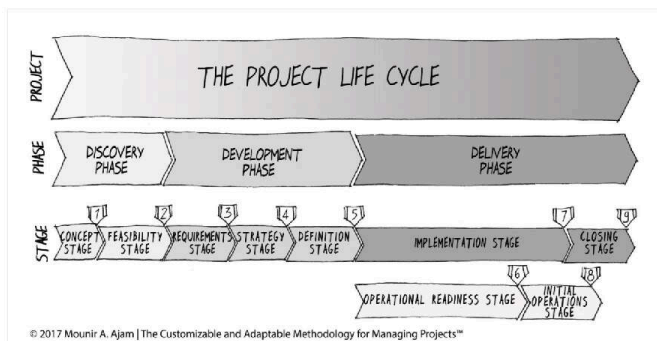 PROJECT
THE PROJECT LIFE CYCLE
PHASE
DISCOVERY
PHASE
DEVELOPMENT
PHASE
DELIVERY
PHASE
STAGE
1
2
3
4
5
7
9
CONCEPT
STAGE
FEASIBILITY
STAGE
REQUIREMENTS
STAGE
STRATEGY
STAGE
DEFINITION
STAGE
IMPLEMENTATION STAGE
CLOSING
STAGE
6
8
OPERATIONAL READINESS STAGE
INITIAL
OPERATIONS
STAGE
© 2017 Mounir A. Ajam | The Customizable and Adaptable Methodology for Managing Projects™